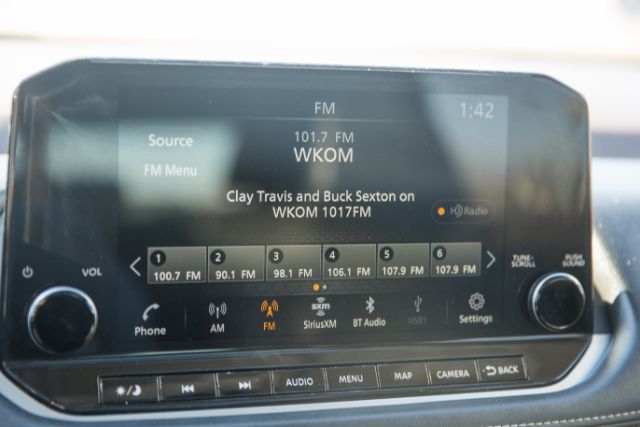 FM
1:42
Source
FM Menu
101.7 FM
WKOM
Clay Travis and Buck Sexton on
WKOM 1017FM
HD Radio
1 2 3 4 5 6
100.7 FM 90.1 FM 98.1 FM 106.1 FM 107.9 FM 107.9 FM
VOL
TUNE-
SCROLL
PUSH
SOUND
sxm
Phone AM FM SiriusXM BT Audio USB1 Settings
AUDIO MENU MAP CAMERA BACK